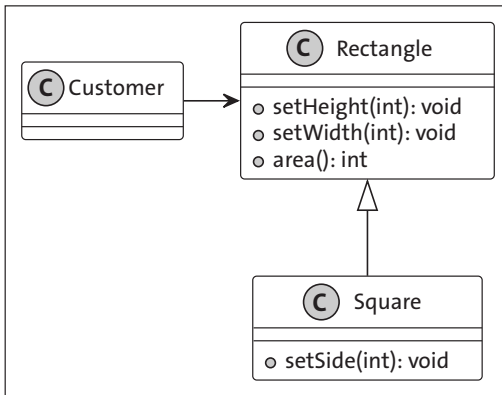 C Customer
C Rectangle
setHeight(int): void
setWidth(int): void
area(): int
C Square
setSide(int): void